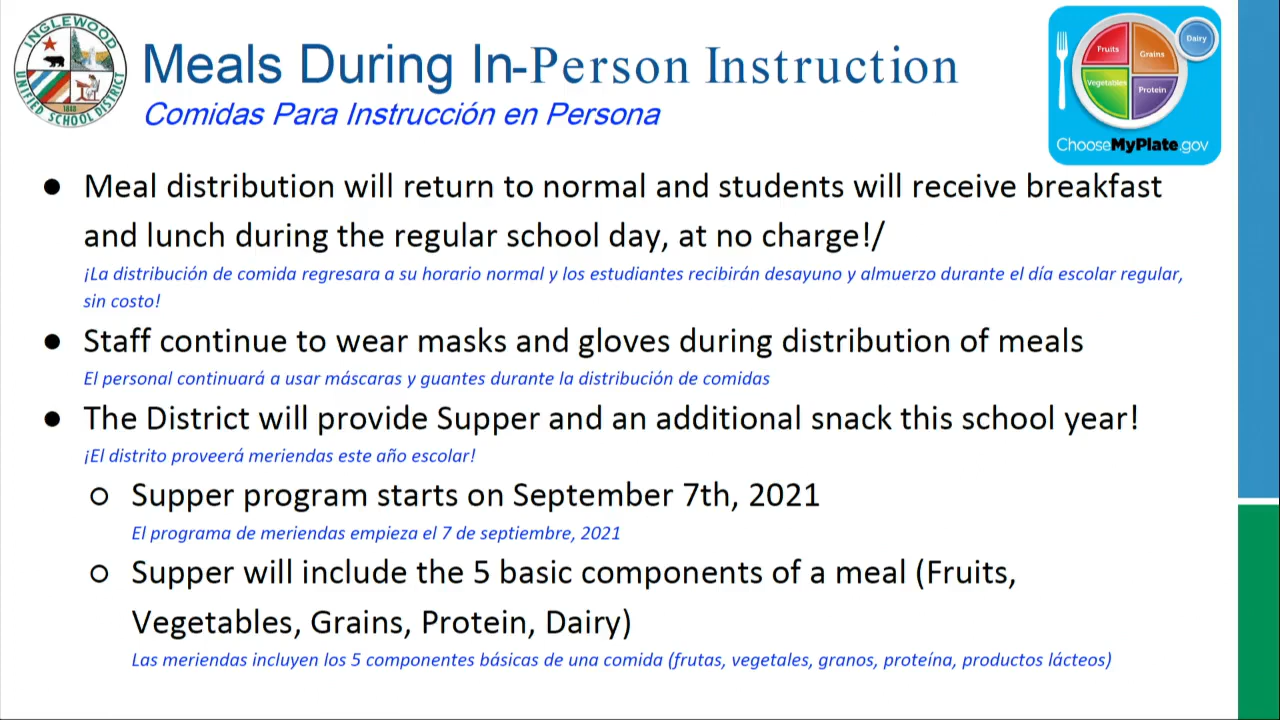 INGLEWOOD
UNIFIED SCHOOL DISTRICT
1888
Meals During In-Person Instruction
Comidas Para Instrucción en Persona
Fruits
Grains
Dairy
Vegetables
Protein
ChooseMyPlate.gov
● Meal distribution will return to normal and students will receive breakfast
and lunch during the regular school day, at no charge!/
¡La distribución de comida regresara a su horario normal y los estudiantes recibirán desayuno y almuerzo durante el día escolar regular,
sin costo!
● Staff continue to wear masks and gloves during distribution of meals
El personal continuará a usar máscaras y guantes durante la distribución de comidas
● The District will provide Supper and an additional snack this school year!
¡El distrito proveerá meriendas este año escolar!
○ Supper program starts on September 7th, 2021
El programa de meriendas empieza el 7 de septiembre, 2021
○ Supper will include the 5 basic components of a meal (Fruits,
Vegetables, Grains, Protein, Dairy)
Las meriendas incluyen los 5 componentes básicas de una comida (frutas, vegetales, granos, proteína, productos lácteos)